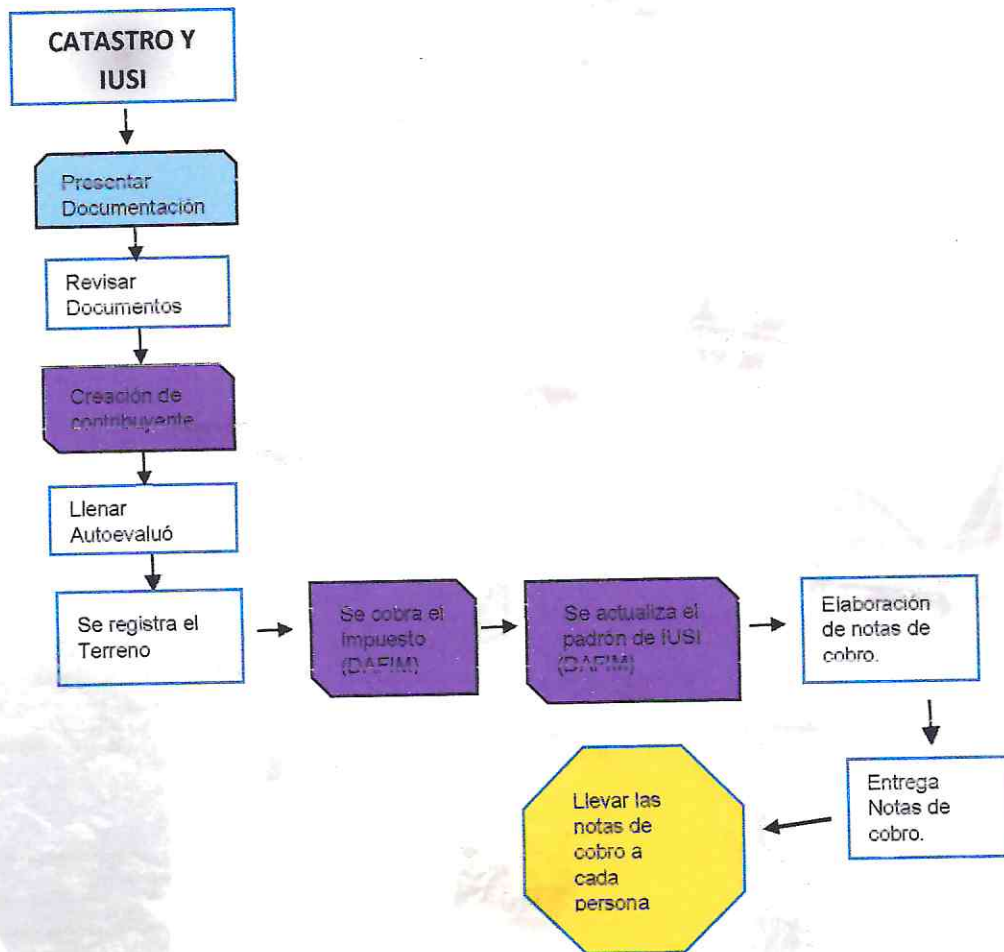 CATASTRO Y
IUSI
Presentar
Documentación
Revisar
Documentos
Creación de
contribuyente
Llenar
Autoevaluó
Se registra el
Terreno
Se cobra el
impuesto
(DAFIM)
Se actualiza el
padrón de IUSI
(DAFIM)
Elaboración
de notas de
cobro.
Entrega
Notas de
cobro.
Llevar las
notas de
cobro a
cada
persona